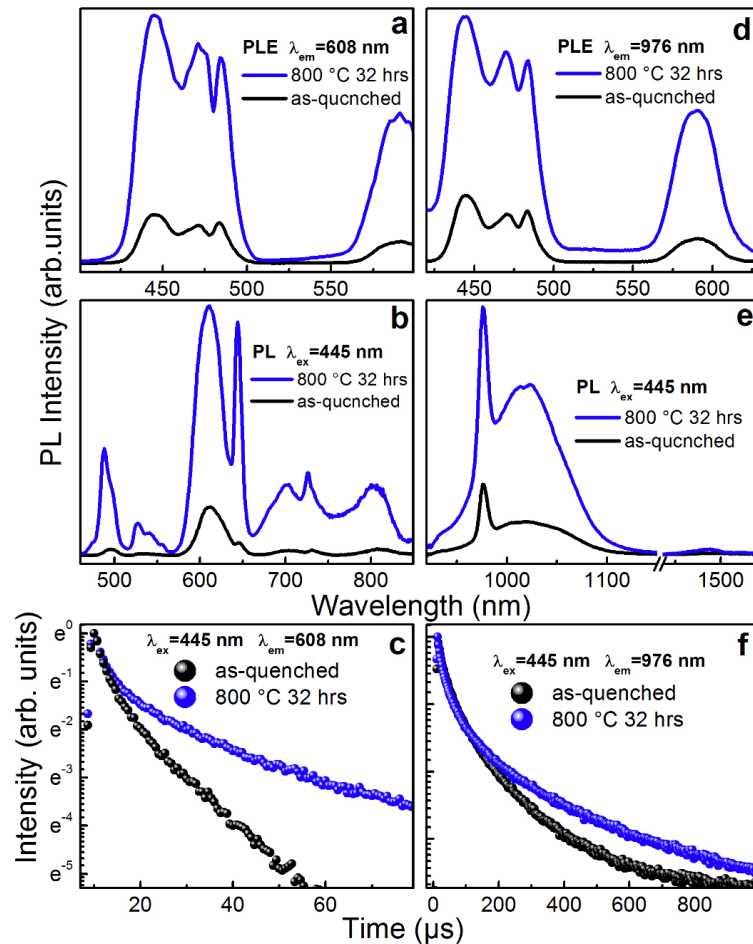 a
PLE λem=608 nm
800 °C 32 hrs
as-qucnched
450 500 550
d
PLE λem=976 nm
800 °C 32 hrs
as-qucnched
450 500 550 600
PL Intensity (arb.units)
b
PL λex=445 nm
800 °C 32 hrs
as-qucnched
500 600 700 800
e
PL λex=445 nm
800 °C 32 hrs
as-qucnched
1000 1100 1500
Wavelength (nm)
c
λex=445 nm λem=608 nm
as-quenched
800 °C 32 hrs
e0
e-1
e-2
e-3
e-4
e-5
Intensity (arb. units)
20 40 60
f
λex=445 nm λem=976 nm
as-quenched
800 °C 32 hrs
0 200 400 600 800
Time (μs)